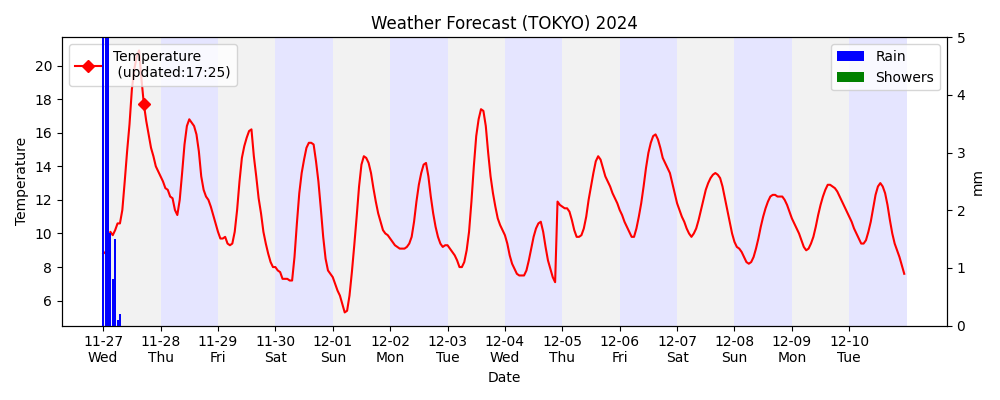 Weather Forecast (TOKYO) 2024
Temperature
(updated:17:25)
Rain
Showers
20
18
16
14
12
10
8
6
Temperature
5
4
3
2
1
0
mm
11-27 11-28 11-29 11-30 12-01 12-02 12-03 12-04 12-05 12-06 12-07 12-08 12-09 12-10
Wed Thu Fri Sat Sun Mon Tue Wed Thu Fri Sat Sun Mon Tue
Date